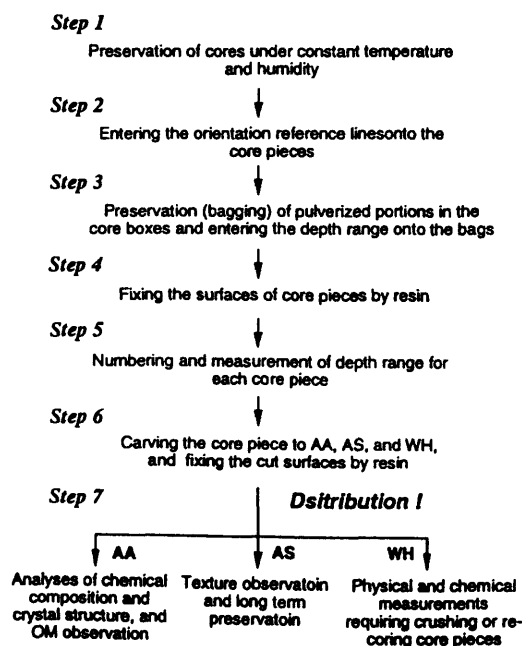 Step 1
Preservation of cores under constant temperature
and humidity
Step 2
Entering the orientation reference linesonto the
core pieces
Step 3
Preservation (bagging) of pulverized portions in the
core boxes and entering the depth range onto the bags
Step 4
Fixing the surfaces of core pieces by resin
Step 5
Numbering and measurement of depth range for
each core piece
Step 6
Carving the core piece to AA, AS, and WH,
and fixing the cut surfaces by resin
Step 7
Dsitribution !
AA
Analyses of chemical
composition and
crystal structure, and
OM observation
AS
Texture observatoin
and long term
preservatoin
WH
Physical and chemical
measurements
requiring crushing or re-
coring core pieces